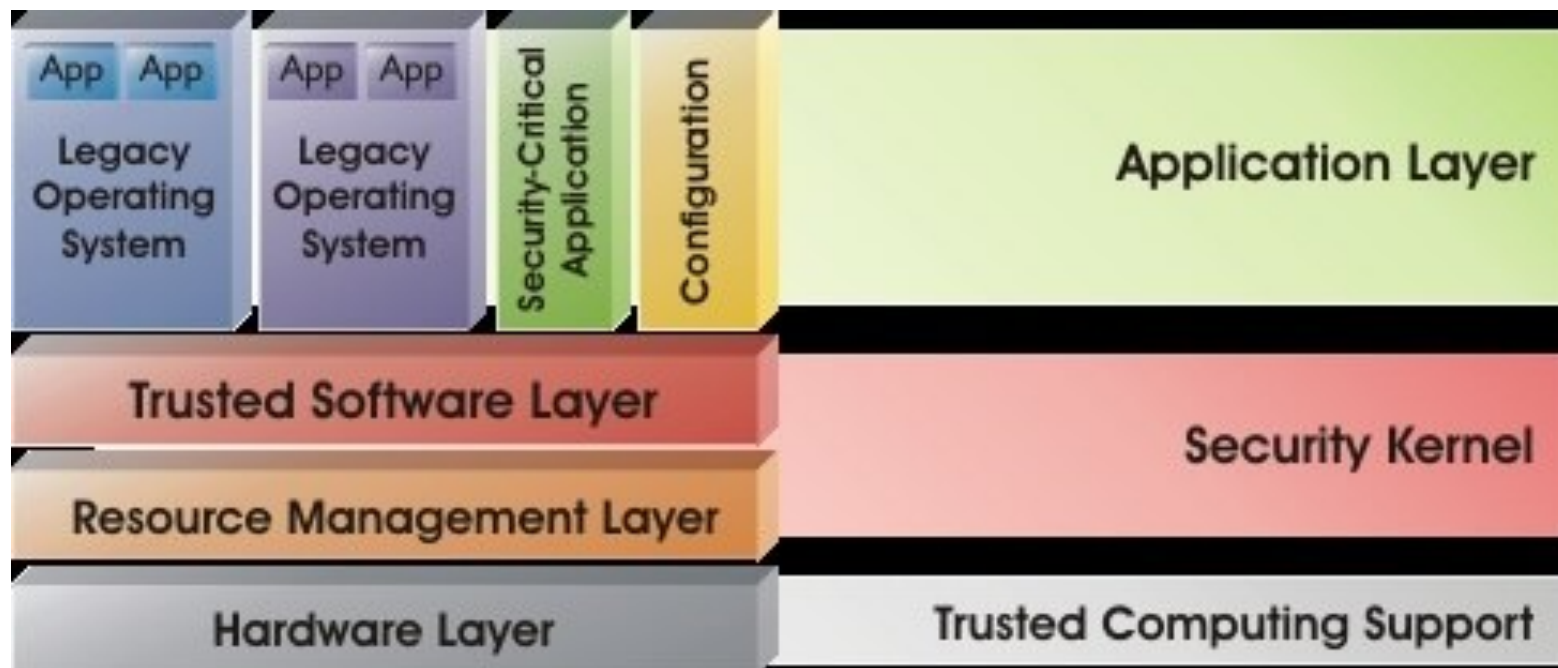 App App
Legacy
Operating
System
App App
Legacy
Operating
System
Security-Critical
Application
Configuration
Application Layer
Trusted Software Layer
Security Kernel
Resource Management Layer
Hardware Layer
Trusted Computing Support